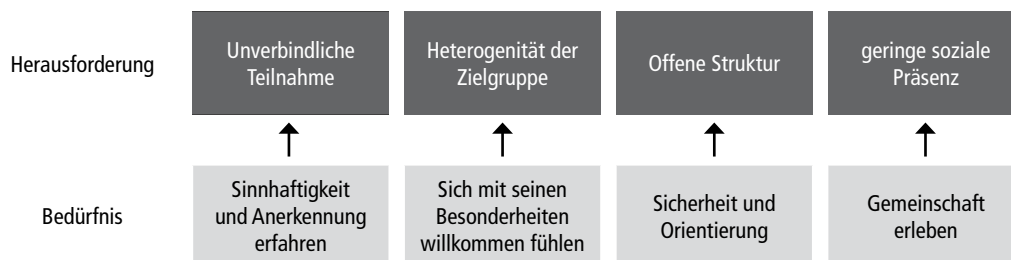 Herausforderung
Unverbindliche
Teilnahme
Heterogenität der
Zielgruppe
Offene Struktur
geringe soziale
Präsenz
Bedürfnis
Sinnhaftigkeit
und Anerkennung
erfahren
Sich mit seinen
Besonderheiten
willkommen fühlen
Sicherheit und
Orientierung
Gemeinschaft
erleben